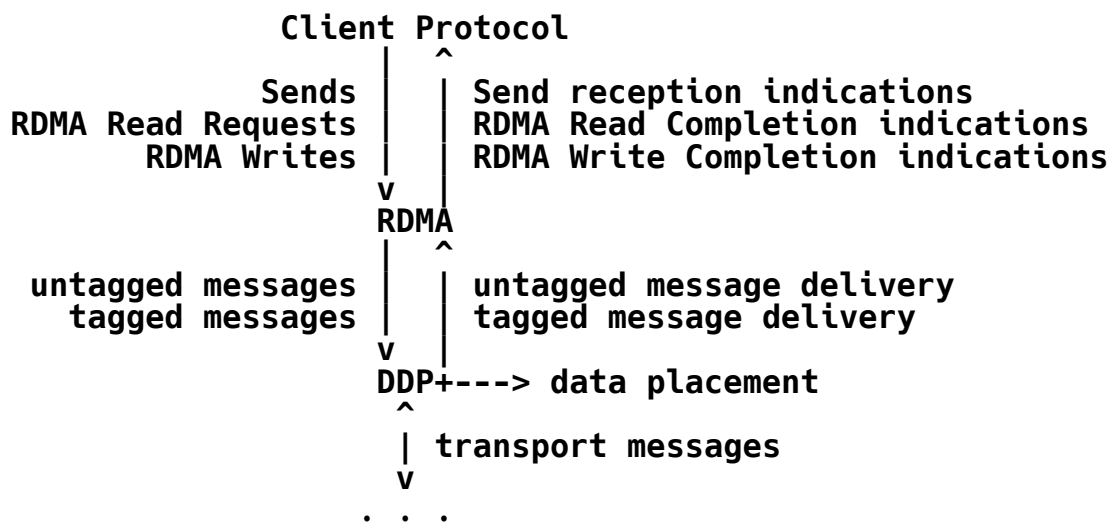 Client Protocol
| ^
Sends | | Send reception indications
RDMA Read Requests | | RDMA Read Completion indications
RDMA Writes | | RDMA Write Completion indications
v |
RDMA
| ^
untagged messages | | untagged message delivery
tagged messages | | tagged message delivery
v |
DDP+---> data placement
^
| transport messages
v
. . .